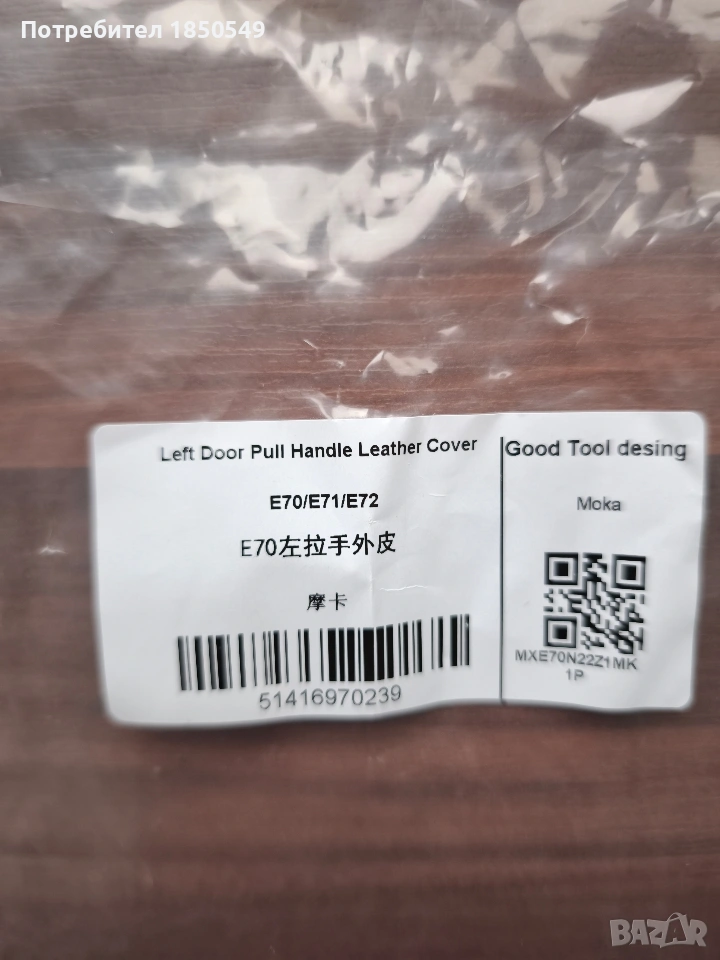 Потребител 1850549
Left Door Pull Handle Leather Cover
E70/E71/E72
E70左拉手外皮
摩卡
51416970239
Good Tool desing
Moka
MXE70N22Z1MK
1P
BAZAR